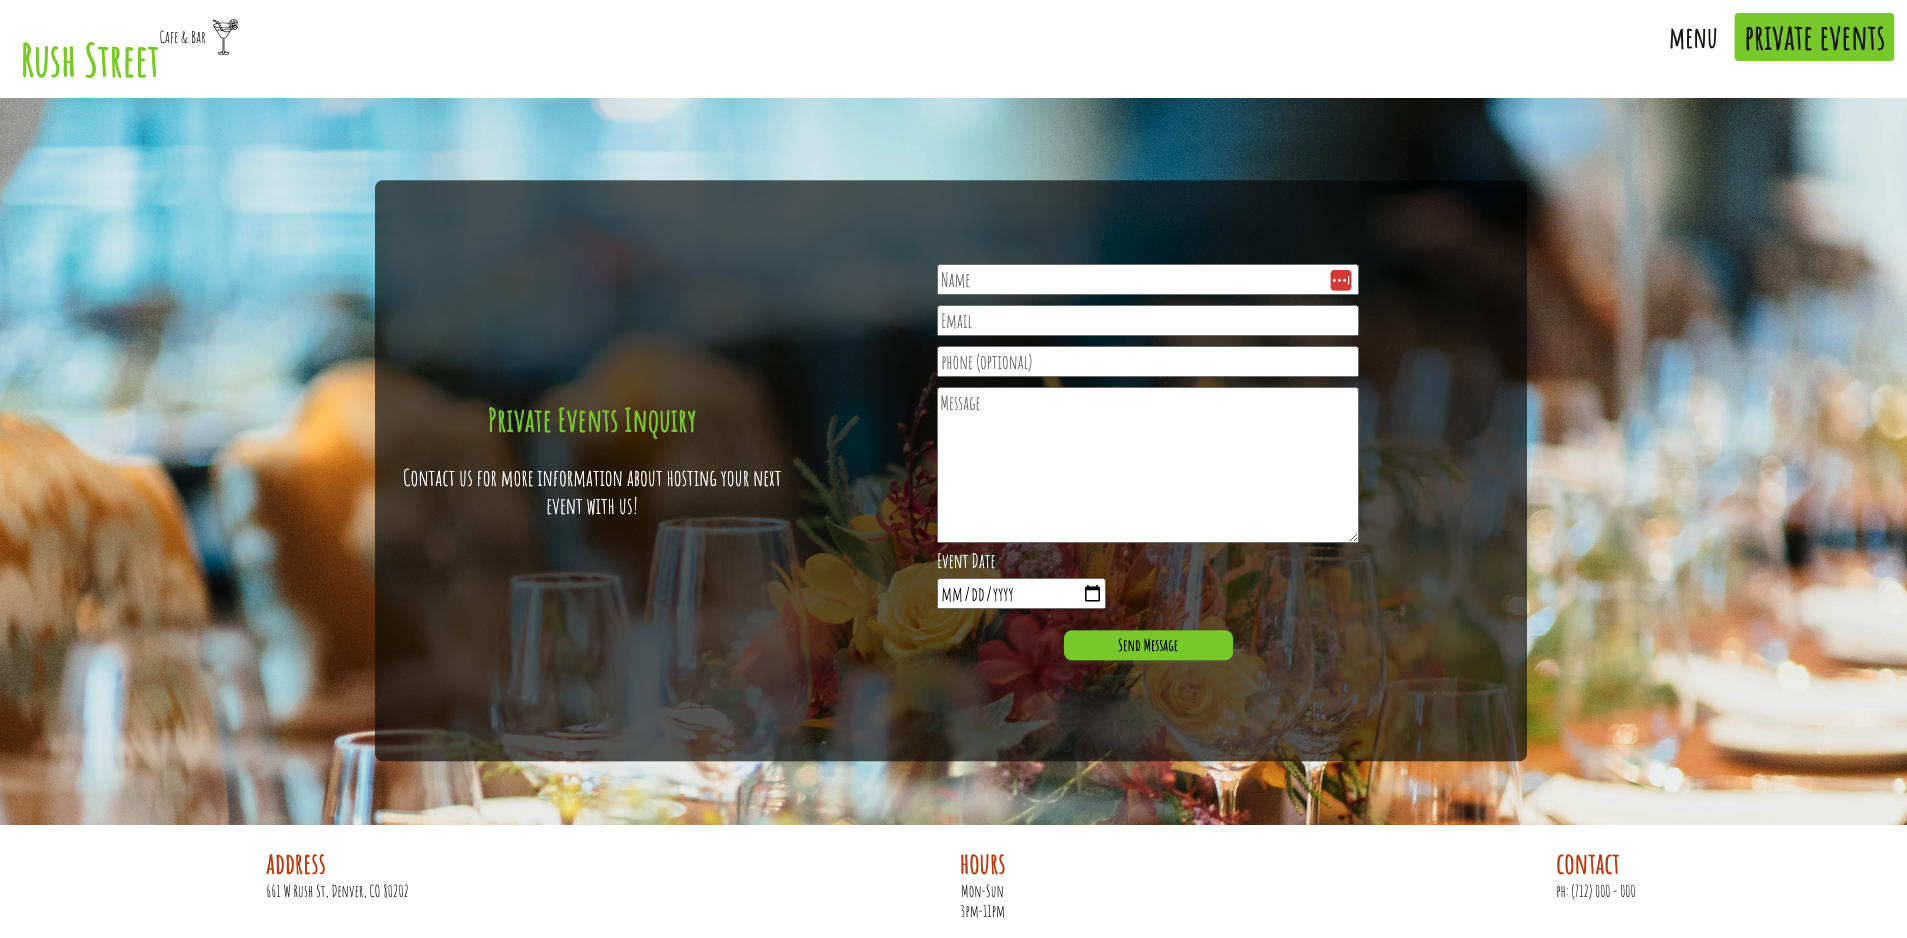 Rush Street Cafe & Bar
MENU
PRIVATE EVENTS
Private Events Inquiry
Contact us for more information about hosting your next
event with us!
Name
Email
phone (optional)
Message
Event Date
mm/dd/yyyy
Send Message
ADDRESS
661 W Rush St, Denver, CO 80202
HOURS
Mon-Sun
3pm-11pm
CONTACT
ph: (712) 000 - 000